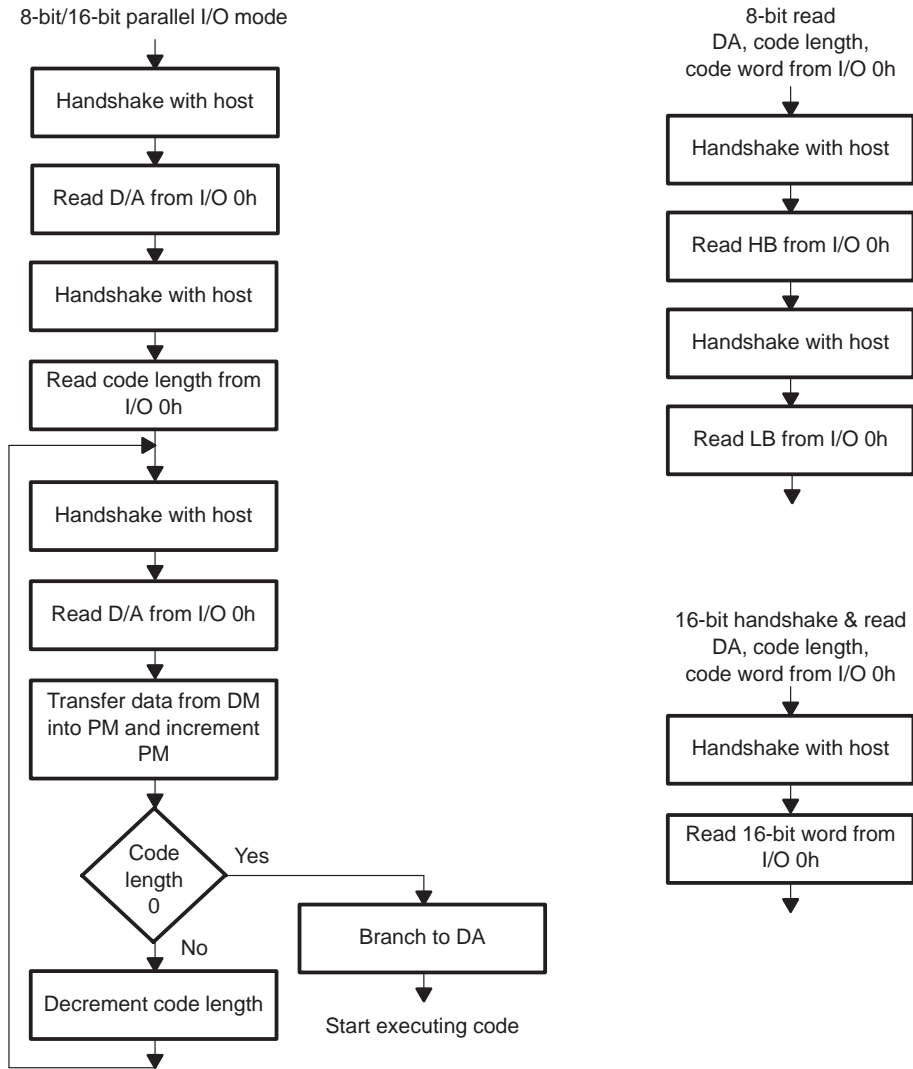 8-bit/16-bit parallel I/O mode
Handshake with host
Read D/A from I/O 0h
Handshake with host
Read code length from
I/O 0h
Handshake with host
Read D/A from I/O 0h
Transfer data from DM
into PM and increment
PM
Code
length
0
Yes
No
Decrement code length
Branch to DA
Start executing code
8-bit read
DA, code length,
code word from I/O 0h
Handshake with host
Read HB from I/O 0h
Handshake with host
Read LB from I/O 0h
16-bit handshake & read
DA, code length,
code word from I/O 0h
Handshake with host
Read 16-bit word from
I/O 0h